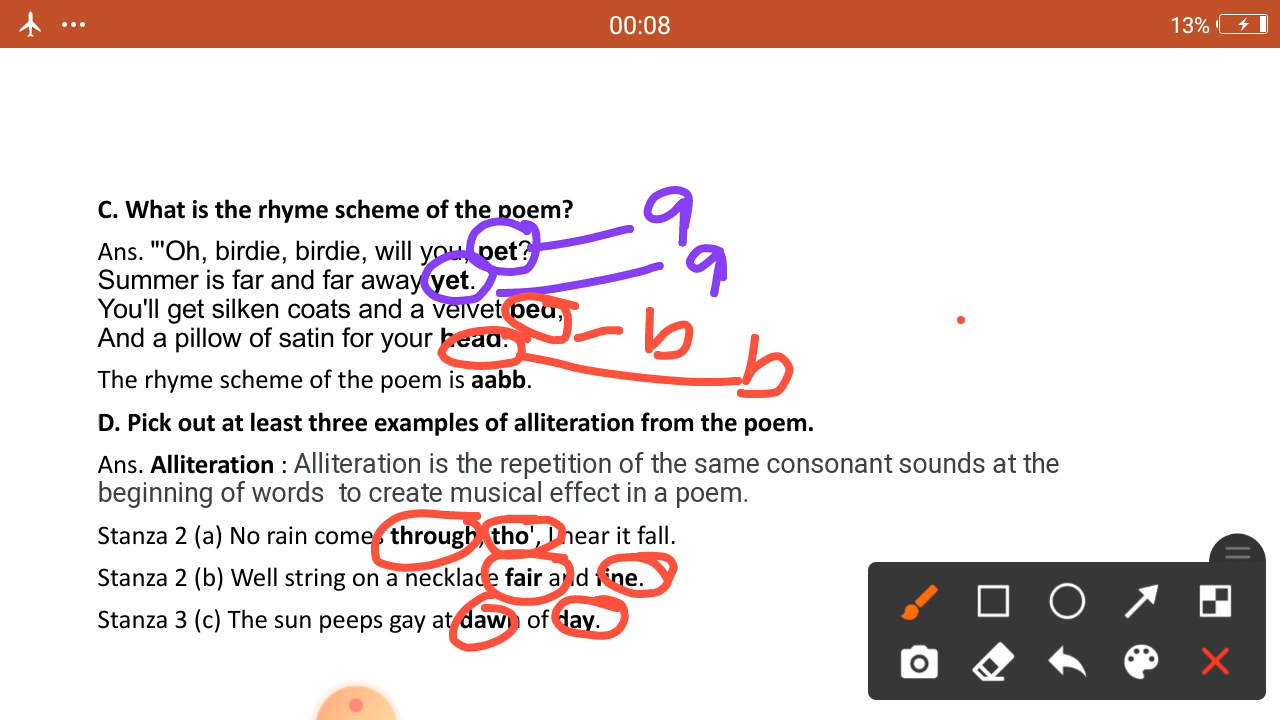 00:08
13%
C. What is the rhyme scheme of the poem?
Ans. "'Oh, birdie, birdie, will you, pet?
a
Summer is far and far away yet.
a
You'll get silken coats and a velvet bed,
b
And a pillow of satin for your head.
b
The rhyme scheme of the poem is aabb.
D. Pick out at least three examples of alliteration from the poem.
Ans. Alliteration : Alliteration is the repetition of the same consonant sounds at the
beginning of words to create musical effect in a poem.
Stanza 2 (a) No rain comes through, tho', I hear it fall.
Stanza 2 (b) Well string on a necklace fair and fine.
Stanza 3 (c) The sun peeps gay at dawn of day.